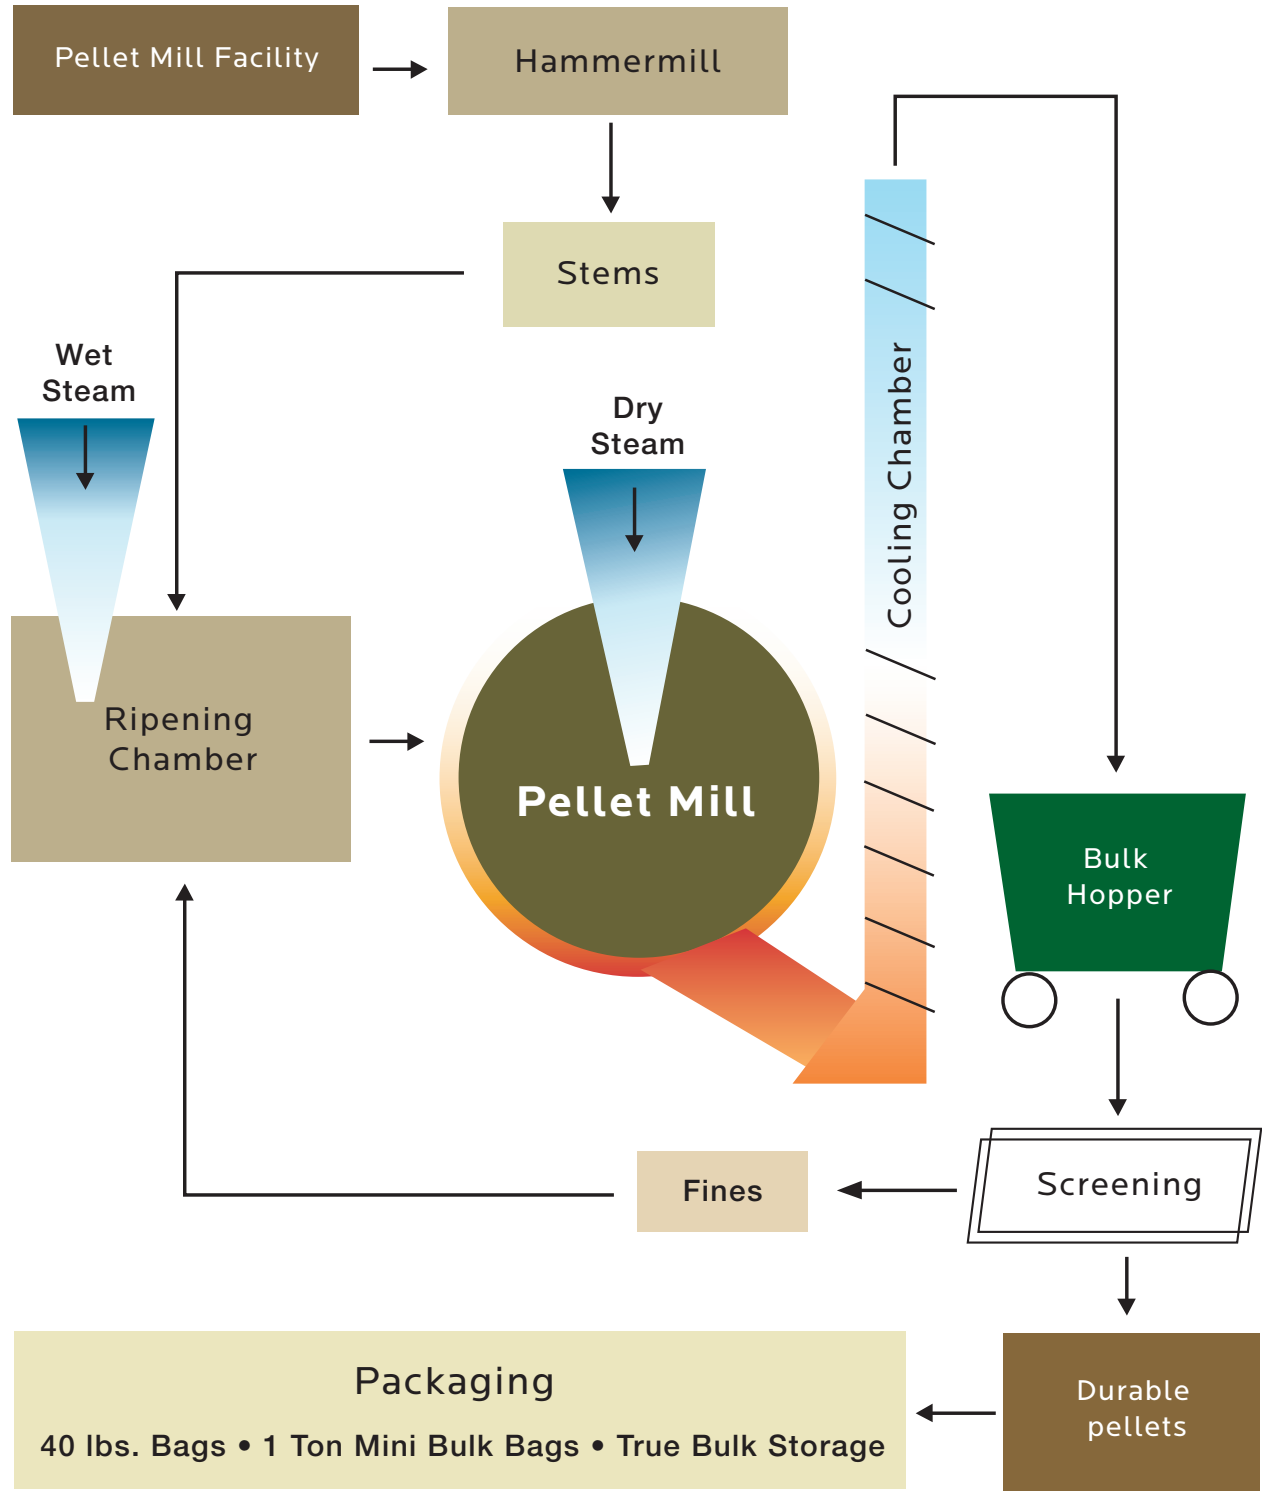 Pellet Mill Facility
Hammermill
Stems
Wet
Steam
Dry
Steam
Cooling Chamber
Ripening
Chamber
Pellet Mill
Bulk
Hopper
Screening
Fines
Durable
pellets
Packaging
40 lbs. Bags • 1 Ton Mini Bulk Bags • True Bulk Storage